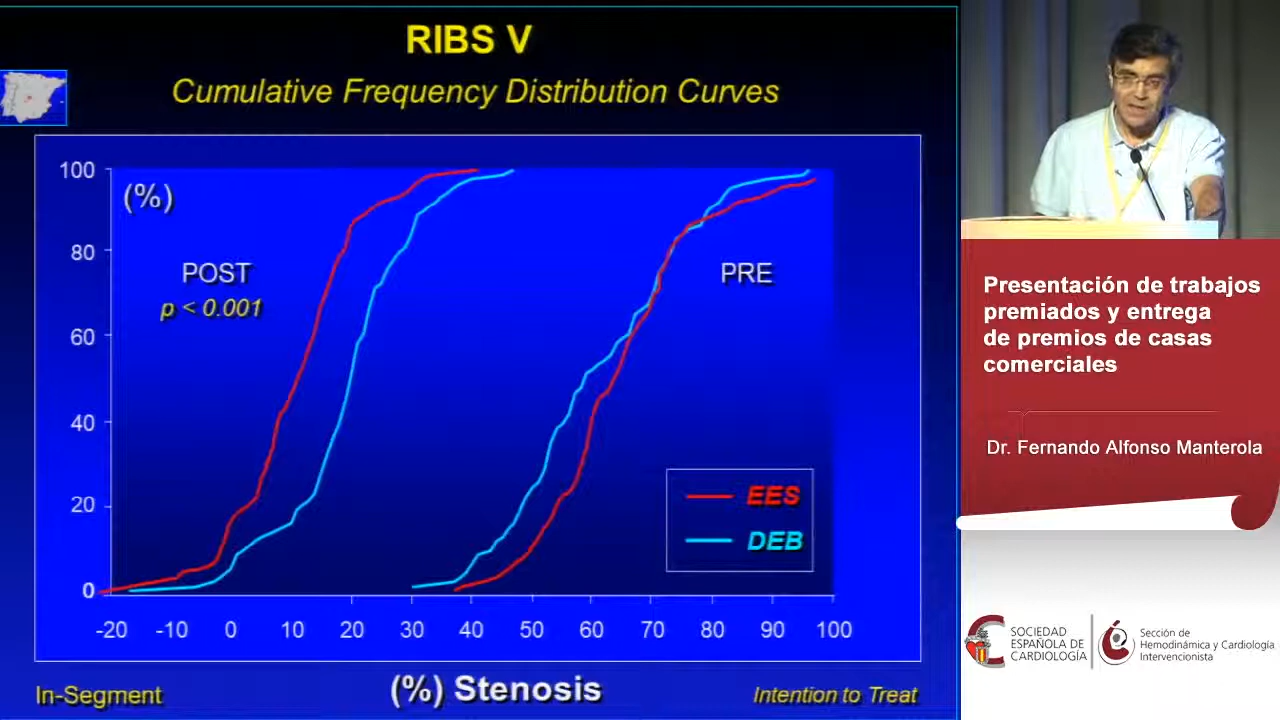 RIBS V
Cumulative Frequency Distribution Curves
(%)
100
80
60
40
20
0
POST
p < 0.001
PRE
EES
DEB
-20 -10 0 10 20 30 40 50 60 70 80 90 100
In-Segment
(%) Stenosis
Intention to Treat
Presentación de trabajos
premiados y entrega
de premios de casas
comerciales
Dr. Fernando Alfonso Manterola
SOCIEDAD
ESPAÑOLA DE
CARDIOLOGÍA
Sección de
Hemodinámica y Cardiología
Intervencionista